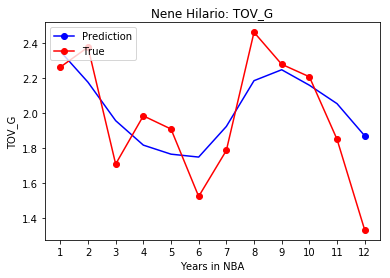 Nene Hilario: TOV_G
Prediction
True
TOV_G
2.4
2.2
2.0
1.8
1.6
1.4
1 2 3 4 5 6 7 8 9 10 11 12
Years in NBA